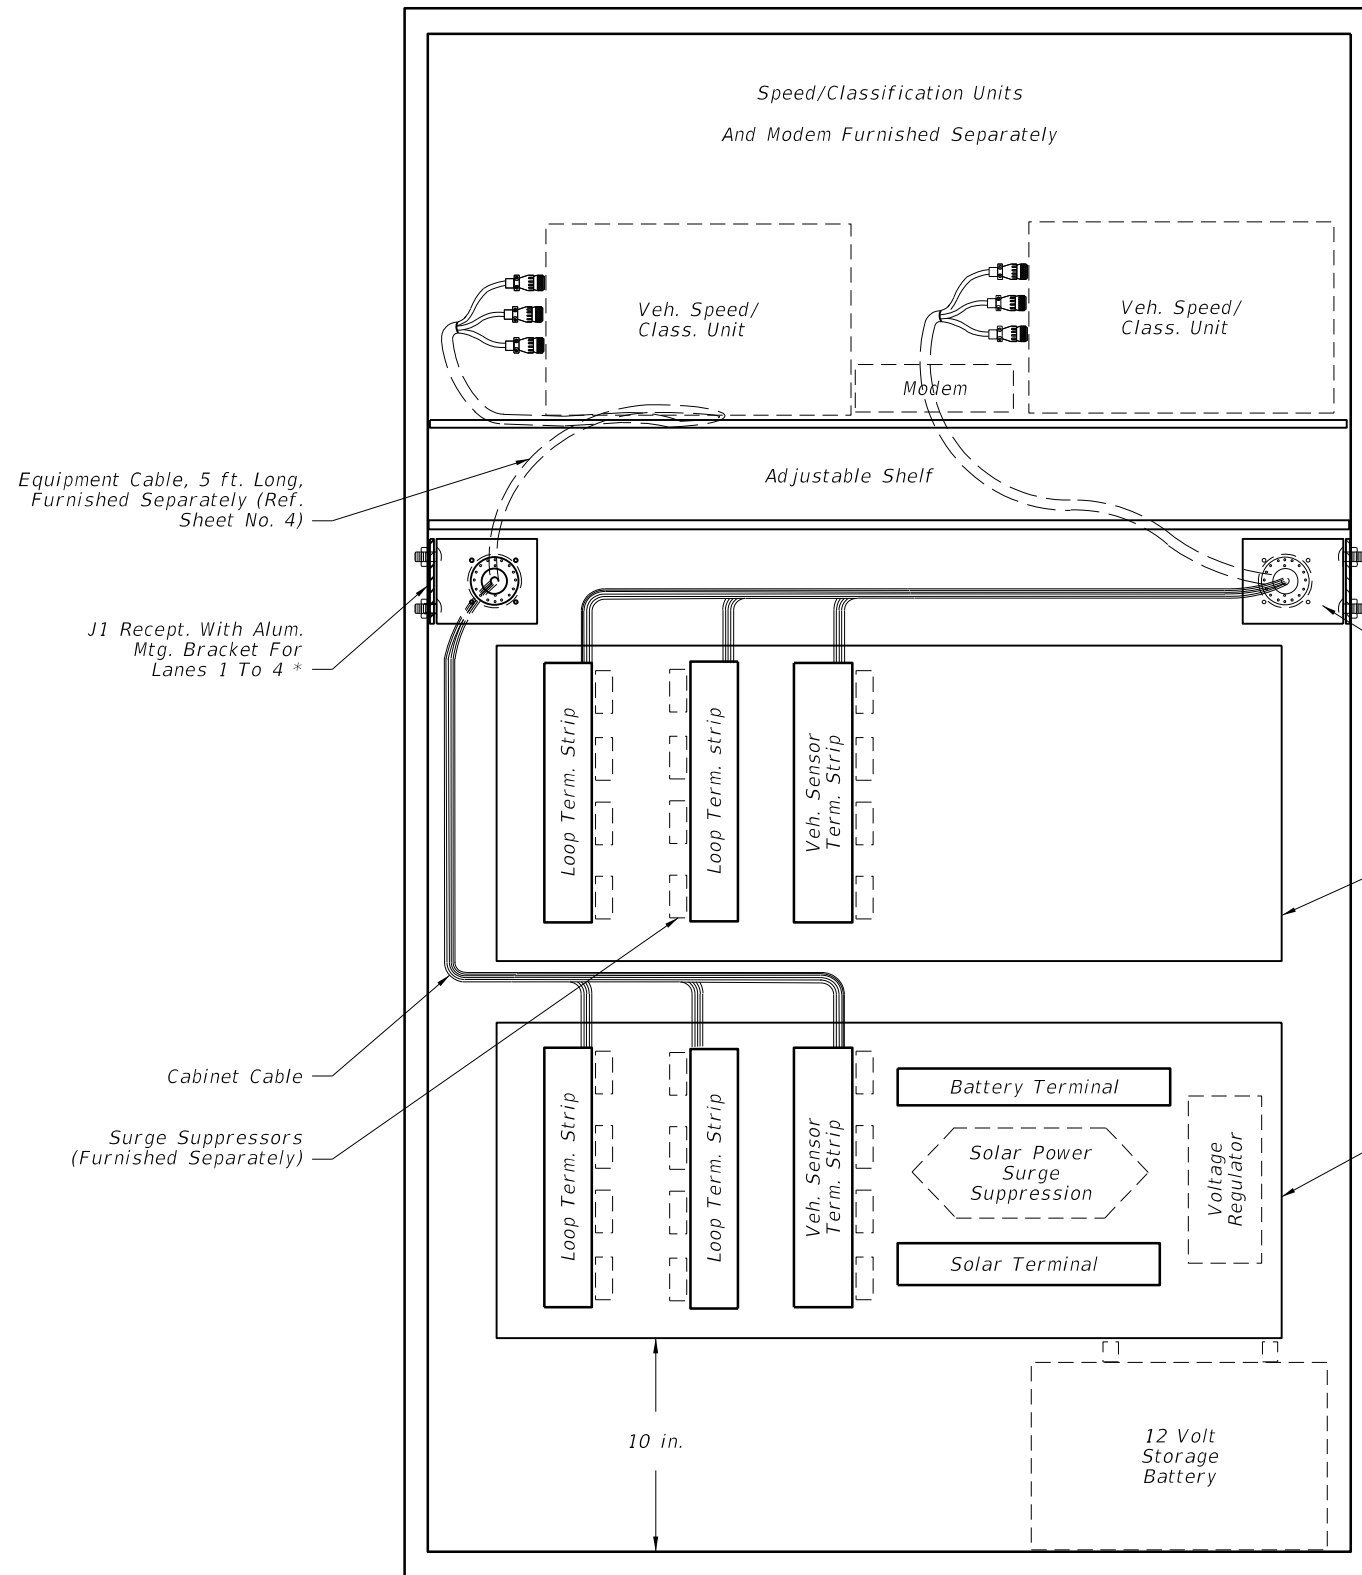 Speed/Classification Units
And Modem Furnished Separately
Veh. Speed/
Class. Unit
Veh. Speed/
Class. Unit
Modem
Equipment Cable, 5 ft. Long,
Furnished Separately (Ref.
Sheet No. 4)
Adjustable Shelf
J1 Recept. With Alum.
Mtg. Bracket For
Lanes 1 To 4 *
Loop Term. Strip
Loop Term. strip
Veh. Sensor
Term. Strip
Cabinet Cable
Surge Suppressors
(Furnished Separately)
Loop Term. Strip
Loop Term. Strip
Veh. Sensor
Term. Strip
Battery Terminal
Solar Power
Surge
Suppression
Solar Terminal
Voltage
Regulator
10 in.
12 Volt
Storage
Battery